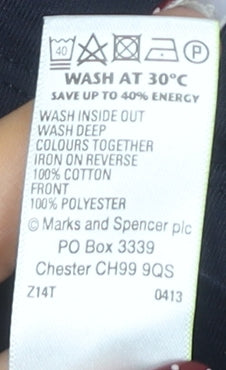 40 P
WASH AT 30°C
SAVE UP TO 40% ENERGY
WASH INSIDE OUT
WASH DEEP
COLOURS TOGETHER
IRON ON REVERSE
100% COTTON
FRONT
100% POLYESTER
© Marks and Spencer plc
PO Box 3339
Chester CH99 9QS
Z14T 0413